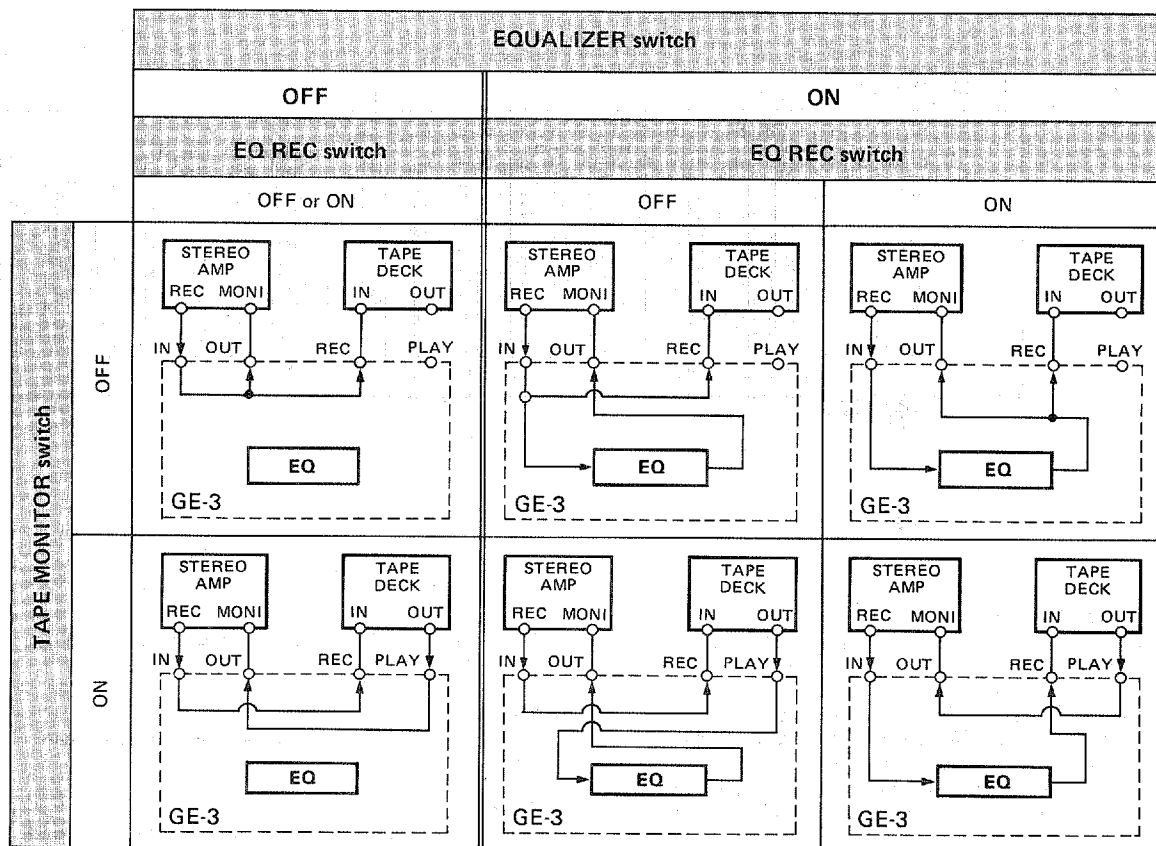 EQUALIZER switch
OFF
ON
EQ REC switch
EQ REC switch
OFF or ON
OFF
ON
TAPE MONITOR switch
OFF
STEREO
AMP
REC MONI
TAPE
DECK
IN OUT
IN OUT REC PLAY
EQ
GE-3
STEREO
AMP
REC MONI
TAPE
DECK
IN OUT
IN OUT REC PLAY
EQ
GE-3
STEREO
AMP
REC MONI
TAPE
DECK
IN OUT
IN OUT REC PLAY
EQ
GE-3
ON
STEREO
AMP
REC MONI
TAPE
DECK
IN OUT
IN OUT REC PLAY
EQ
GE-3
STEREO
AMP
REC MONI
TAPE
DECK
IN OUT
IN OUT REC PLAY
EQ
GE-3
STEREO
AMP
REC MONI
TAPE
DECK
IN OUT
IN OUT REC PLAY
EQ
GE-3